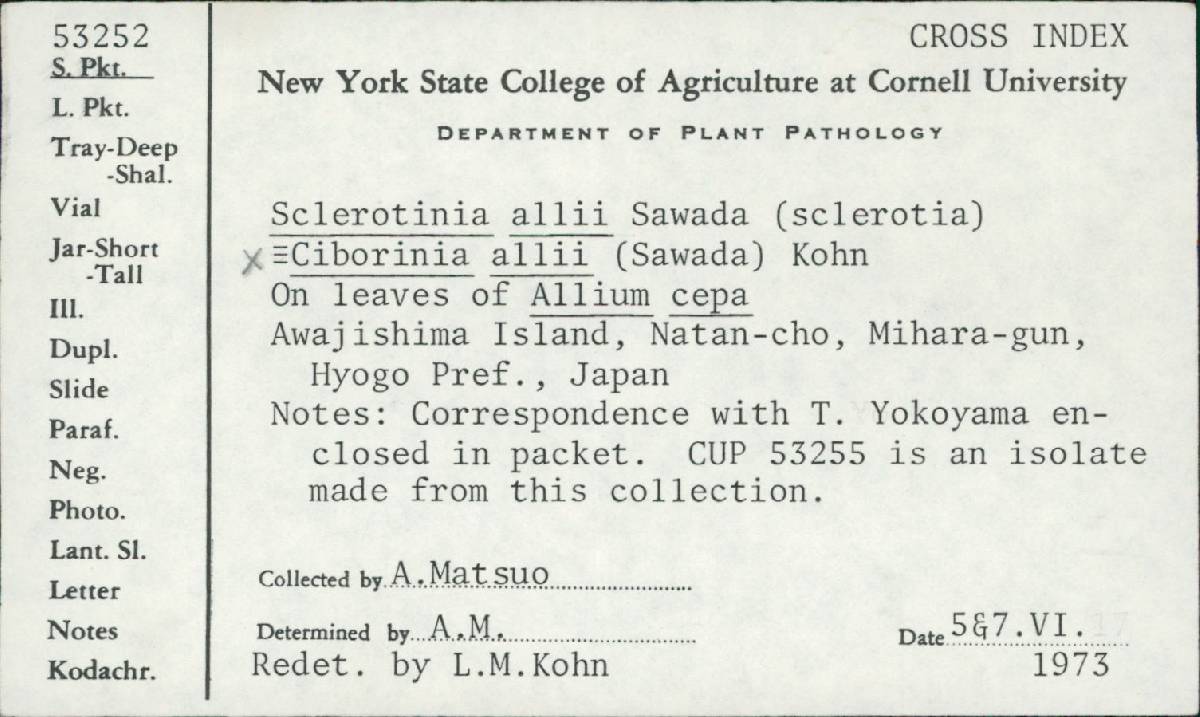 53252
CROSS INDEX
S. Pkt.
New York State College of Agriculture at Cornell University
L. Pkt.
DEPARTMENT OF PLANT PATHOLOGY
Tray-Deep
-Shal.
Vial
Jar-Short
-Tall
Ill.
Dupl.
Slide
Paraf.
Neg.
Photo.
Lant. Sl.
Letter
Notes
Kodachr.
Sclerotinia allii Sawada (sclerotia)
X ≡Ciborinia allii (Sawada) Kohn
On leaves of Allium cepa
Awajishima Island, Natan-cho, Mihara-gun,
Hyogo Pref., Japan
Notes: Correspondence with T. Yokoyama en-
closed in packet. CUP 53255 is an isolate
made from this collection.
Collected by A.Matsuo
Determined by A.M.
Date 5&7.VI.
Redet. by L.M.Kohn
1973